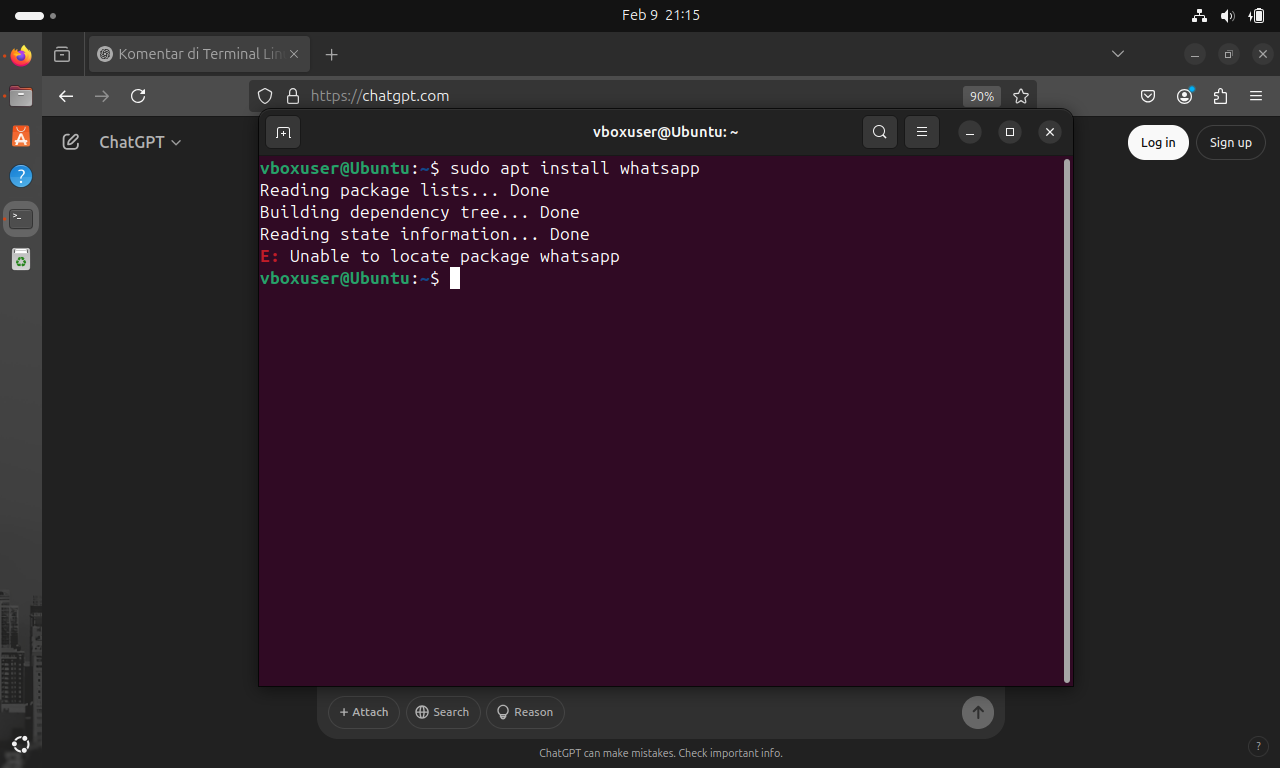 Feb 9 21:15
Komentar di Terminal Lin
https://chatgpt.com
90%
ChatGPT
Log in
Sign up
vboxuser@Ubuntu: ~
vboxuser@Ubuntu:~$ sudo apt install whatsapp
Reading package lists... Done
Building dependency tree... Done
Reading state information... Done
E: Unable to locate package whatsapp
vboxuser@Ubuntu:~$
+ Attach
Search
Reason
ChatGPT can make mistakes. Check important info.
?